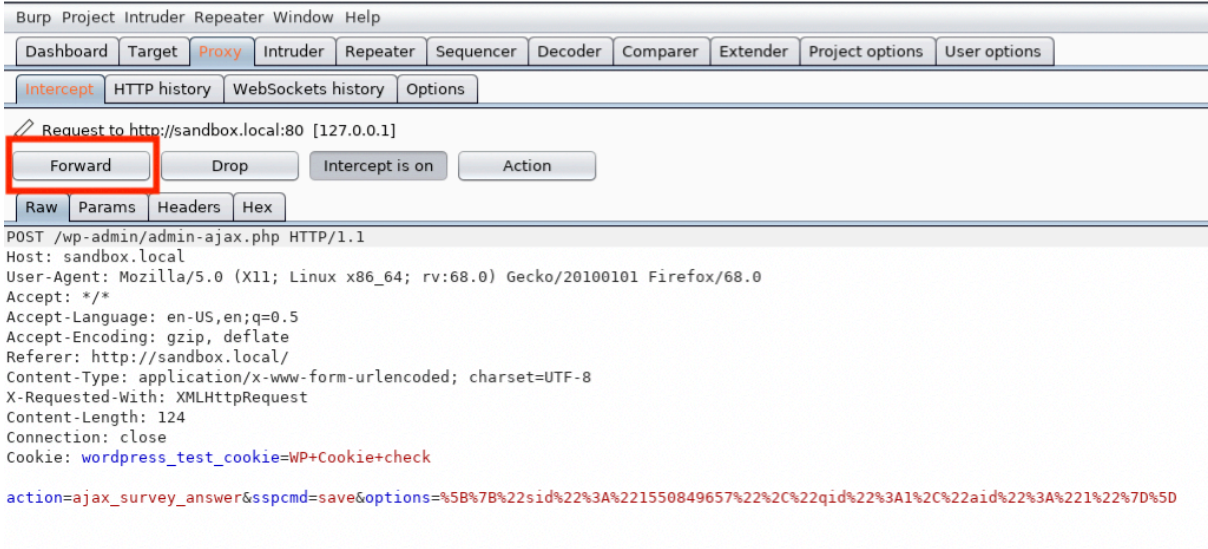 Burp Project Intruder Repeater Window Help
Dashboard Target Proxy Intruder Repeater Sequencer Decoder Comparer Extender Project options User options
Intercept HTTP history WebSockets history Options
Request to http://sandbox.local:80 [127.0.0.1]
Forward Drop Intercept is on Action
Raw Params Headers Hex
POST /wp-admin/admin-ajax.php HTTP/1.1
Host: sandbox.local
User-Agent: Mozilla/5.0 (X11; Linux x86_64; rv:68.0) Gecko/20100101 Firefox/68.0
Accept: */*
Accept-Language: en-US,en;q=0.5
Accept-Encoding: gzip, deflate
Referer: http://sandbox.local/
Content-Type: application/x-www-form-urlencoded; charset=UTF-8
X-Requested-With: XMLHttpRequest
Content-Length: 124
Connection: close
Cookie: wordpress_test_cookie=WP+Cookie+check
action=ajax_survey_answer&sspcmd=save&options=%5B%7B%22sid%22%3A%221550849657%22%2C%22qid%22%3A1%2C%22aid%22%3A%221%22%7D%5D